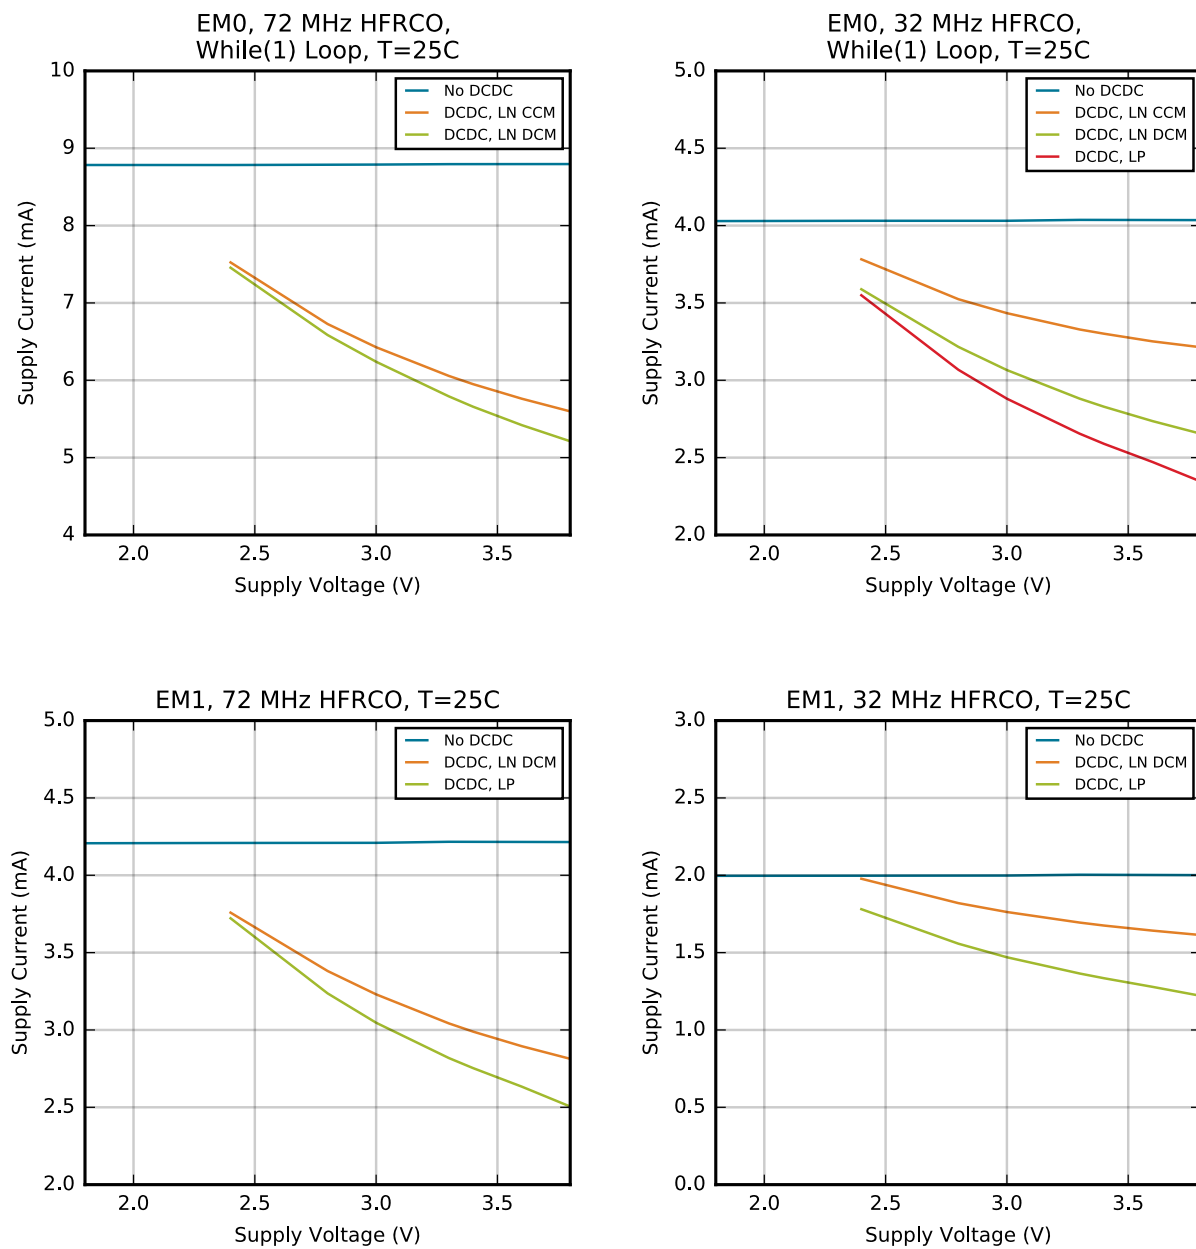 EM0, 72 MHz HFRCO,
While(1) Loop, T=25C
10
9
8
7
6
5
4
Supply Current (mA)
No DCDC
DCDC, LN CCM
DCDC, LN DCM
2.0
2.5
3.0
3.5
Supply Voltage (V)
EM0, 32 MHz HFRCO,
While(1) Loop, T=25C
5.0
4.5
4.0
3.5
3.0
2.5
2.0
Supply Current (mA)
No DCDC
DCDC, LN CCM
DCDC, LN DCM
DCDC, LP
2.0
2.5
3.0
3.5
Supply Voltage (V)
EM1, 72 MHz HFRCO, T=25C
5.0
4.5
4.0
3.5
3.0
2.5
2.0
Supply Current (mA)
No DCDC
DCDC, LN DCM
DCDC, LP
2.0
2.5
3.0
3.5
Supply Voltage (V)
EM1, 32 MHz HFRCO, T=25C
3.0
2.5
2.0
1.5
1.0
0.5
0.0
Supply Current (mA)
No DCDC
DCDC, LN DCM
DCDC, LP
2.0
2.5
3.0
3.5
Supply Voltage (V)